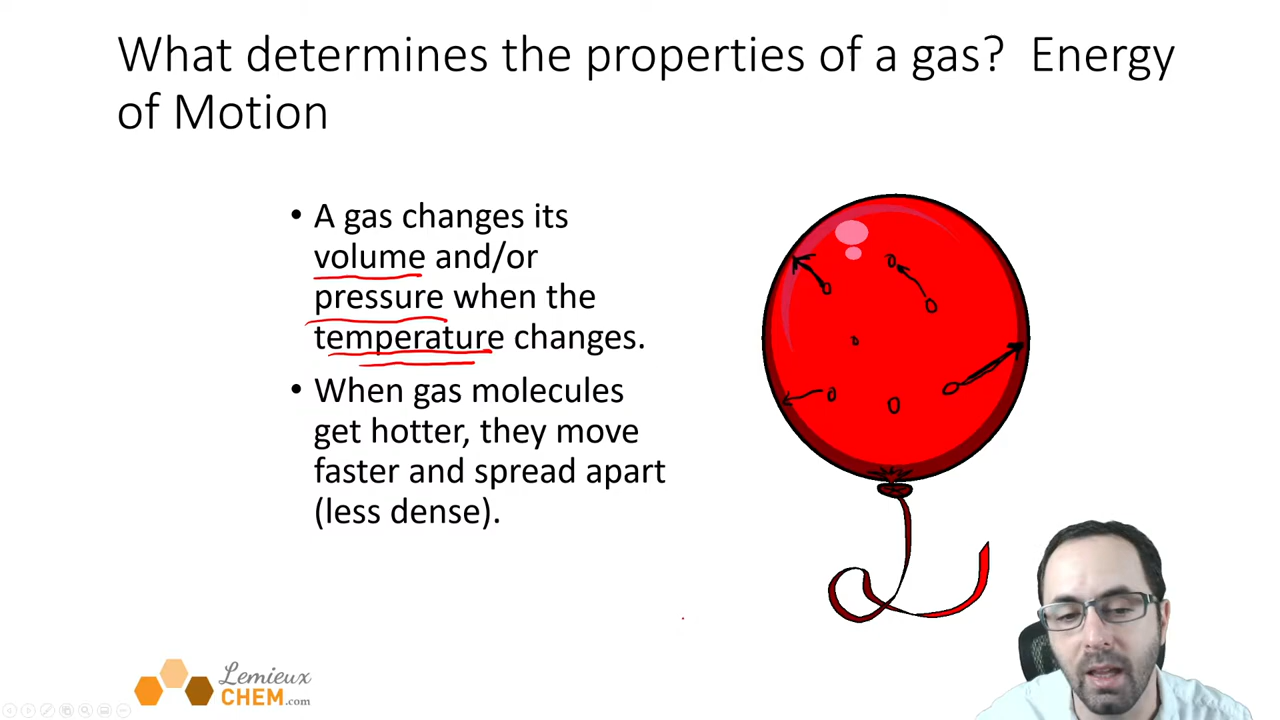 What determines the properties of a gas?  Energy
of Motion
• A gas changes its
volume and/or
pressure when the
temperature changes.
• When gas molecules
get hotter, they move
faster and spread apart
(less dense).
Lemieux
CHEM.com